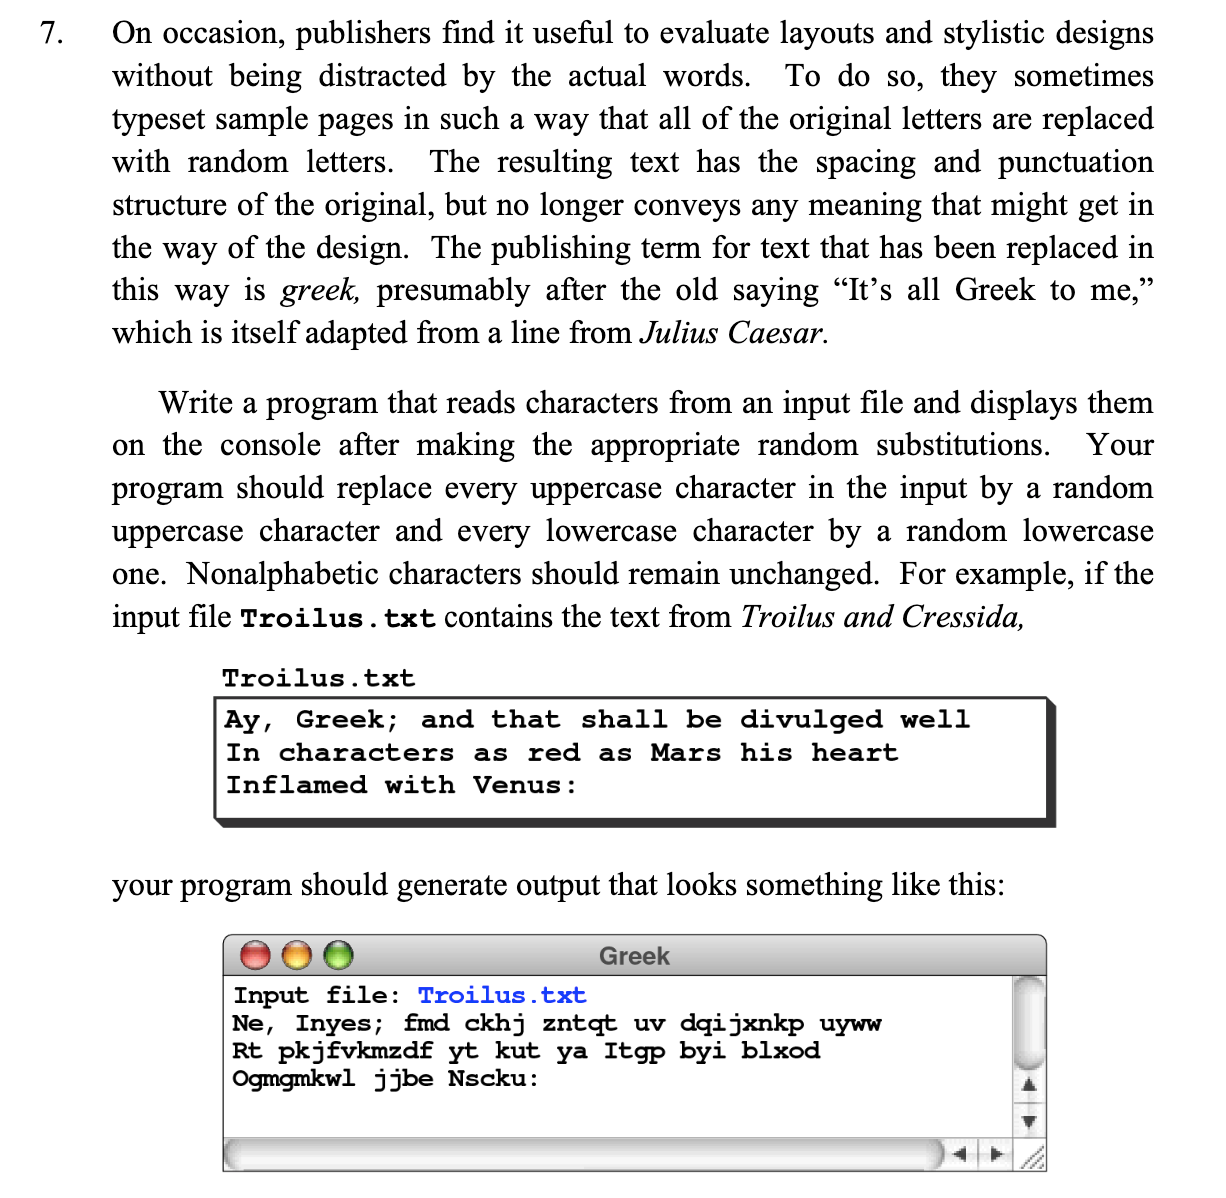 7. On occasion, publishers find it useful to evaluate layouts and stylistic designs
without being distracted by the actual words. To do so, they sometimes
typeset sample pages in such a way that all of the original letters are replaced
with random letters. The resulting text has the spacing and punctuation
structure of the original, but no longer conveys any meaning that might get in
the way of the design. The publishing term for text that has been replaced in
this way is greek, presumably after the old saying “It’s all Greek to me,”
which is itself adapted from a line from Julius Caesar.
Write a program that reads characters from an input file and displays them
on the console after making the appropriate random substitutions. Your
program should replace every uppercase character in the input by a random
uppercase character and every lowercase character by a random lowercase
one. Nonalphabetic characters should remain unchanged. For example, if the
input file Troilus.txt contains the text from Troilus and Cressida,
Troilus.txt
Ay, Greek; and that shall be divulged well
In characters as red as Mars his heart
Inflamed with Venus:
your program should generate output that looks something like this:
Greek
Input file: Troilus.txt
Ne, Inyes; fmd ckhj zntqt uv dqijxnkp uyww
Rt pkjfvkmzdf yt kut ya Itgp byi blxod
Ogmgmkwl jjbe Nscku: